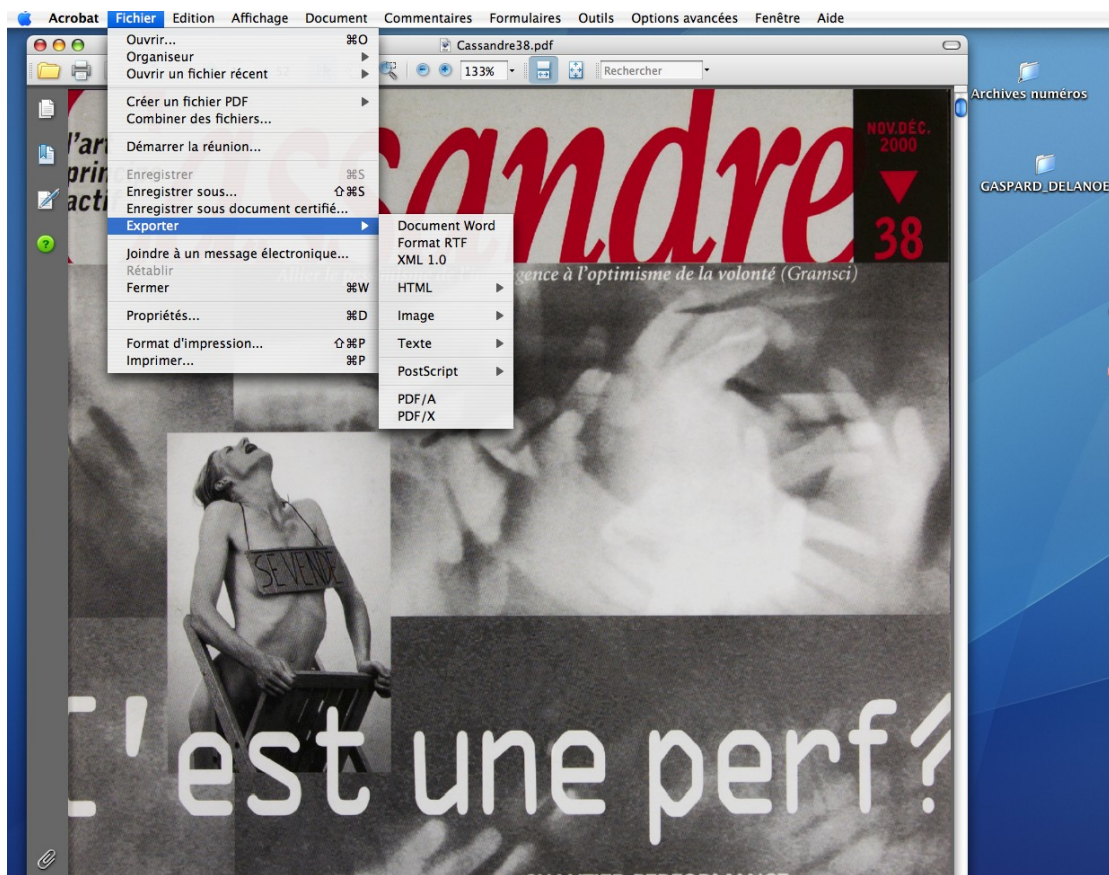 Acrobat Fichier Edition Affichage Document Commentaires Formulaires Outils Options avancées Fenêtre Aide
Cassandre38.pdf
133%
Rechercher
Ouvrir... ⌘O
Organiseur
Ouvrir un fichier récent
Créer un fichier PDF
Combiner des fichiers...
Démarrer la réunion...
Enregistrer ⌘S
Enregistrer sous... ⇧⌘S
Enregistrer sous document certifié...
Exporter
Joindre à un message électronique...
Rétablir
Fermer ⌘W
Propriétés... ⌘D
Format d'impression... ⇧⌘P
Imprimer... ⌘P
Document Word
Format RTF
XML 1.0
HTML
Image
Texte
PostScript
PDF/A
PDF/X
Archives numéros
GASPARD_DELANOE
l'art
assandre
NOV.DÉC.
2000
38
à l'optimisme de la volonté (Gramsci)
SE VENDE
C'est une perf?